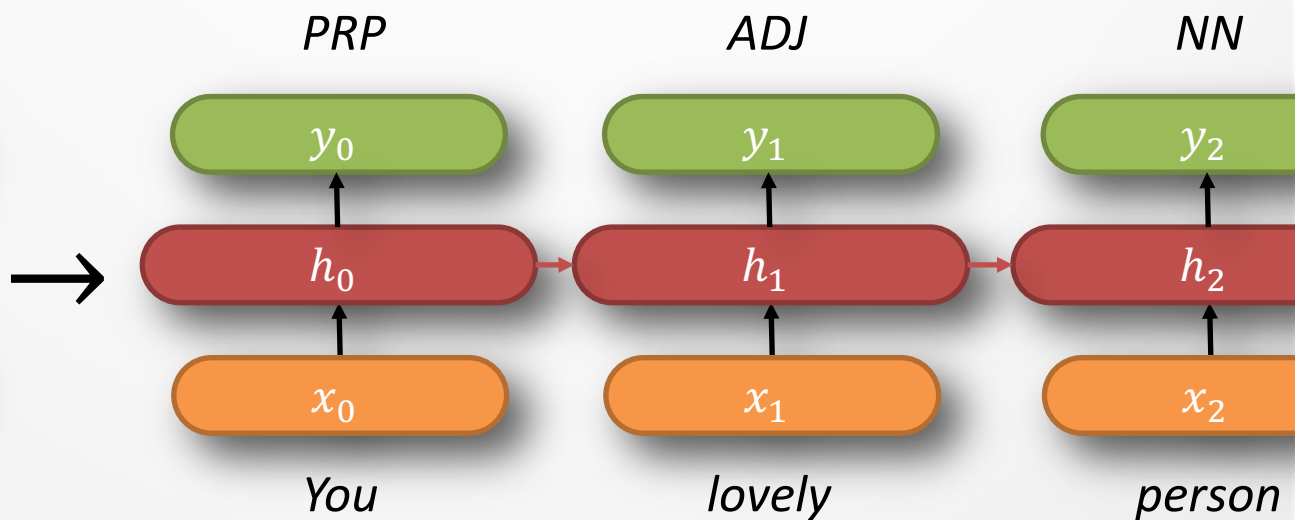 PRP ADJ NN
y₀ y₁ y₂
→ h₀ h₁ h₂
x₀ x₁ x₂
You lovely person